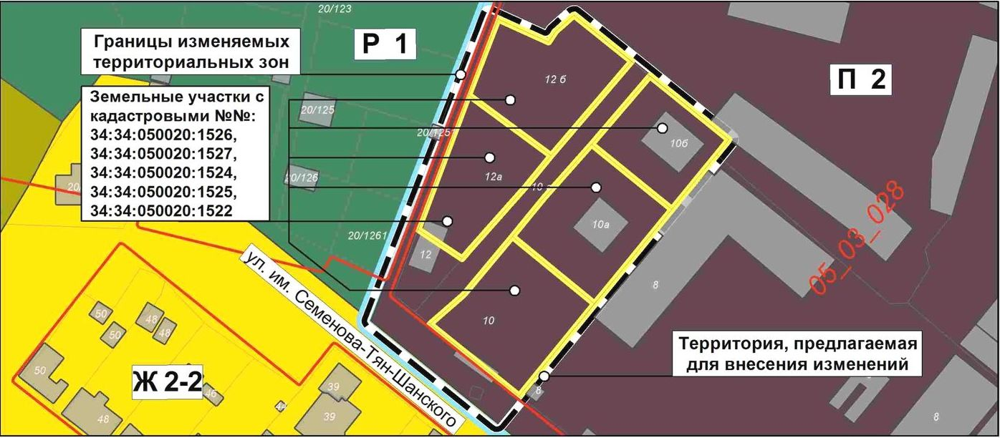 20/123
Границы изменяемых
территориальных зон
Р 1
П 2
12 б
Земельные участки с
кадастровыми №№:
34:34:050020:1526,
34:34:050020:1527,
34:34:050020:1524,
34:34:050020:1525,
34:34:050020:1522
20/125
20/1251
10б
20/126
12а
10
10а
20/1261
12
05_03_028
ул. им. Семенова-Тян-Шанского
8
10
50
48
50
48
50
Территория, предлагаемая
для внесения изменений
Ж 2-2
46
39
44
8
48
39
8